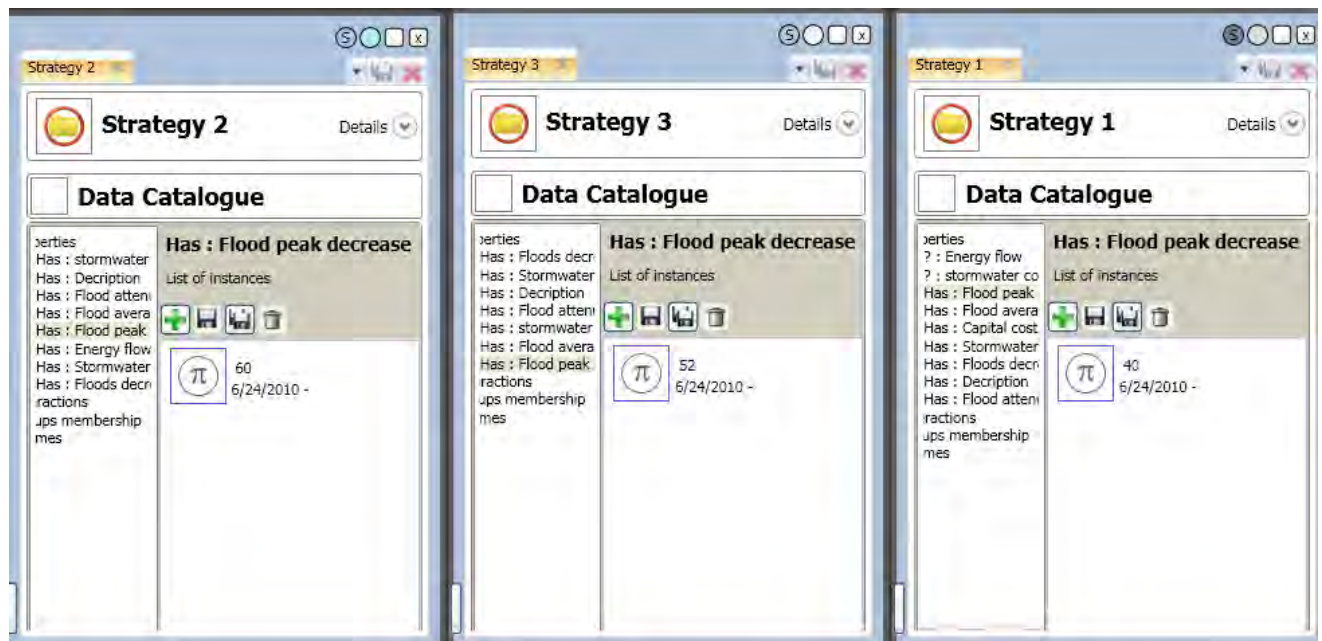 S X
Strategy 2
Strategy 2 Details
Data Catalogue
perties
Has : stormwater
Has : Decription
Has : Flood atten
Has : Flood avera
Has : Flood peak
Has : Energy flow
Has : Stormwater
Has : Floods decr
ractions
ups membership
mes
Has : Flood peak decrease
List of instances
π
60
6/24/2010 -
S X
Strategy 3
Strategy 3 Details
Data Catalogue
perties
Has : Floods decr
Has : Stormwater
Has : Decription
Has : Flood atten
Has : stormwater
Has : Flood avera
Has : Flood peak
ractions
ups membership
mes
Has : Flood peak decrease
List of instances
π
52
6/24/2010 -
S X
Strategy 1
Strategy 1 Details
Data Catalogue
perties
? : Energy flow
? : stormwater co
Has : Flood peak
Has : Flood avera
Has : Capital cost
Has : Stormwater
Has : Floods decr
Has : Decription
Has : Flood atten
ractions
ups membership
mes
Has : Flood peak decrease
List of instances
π
40
6/24/2010 -